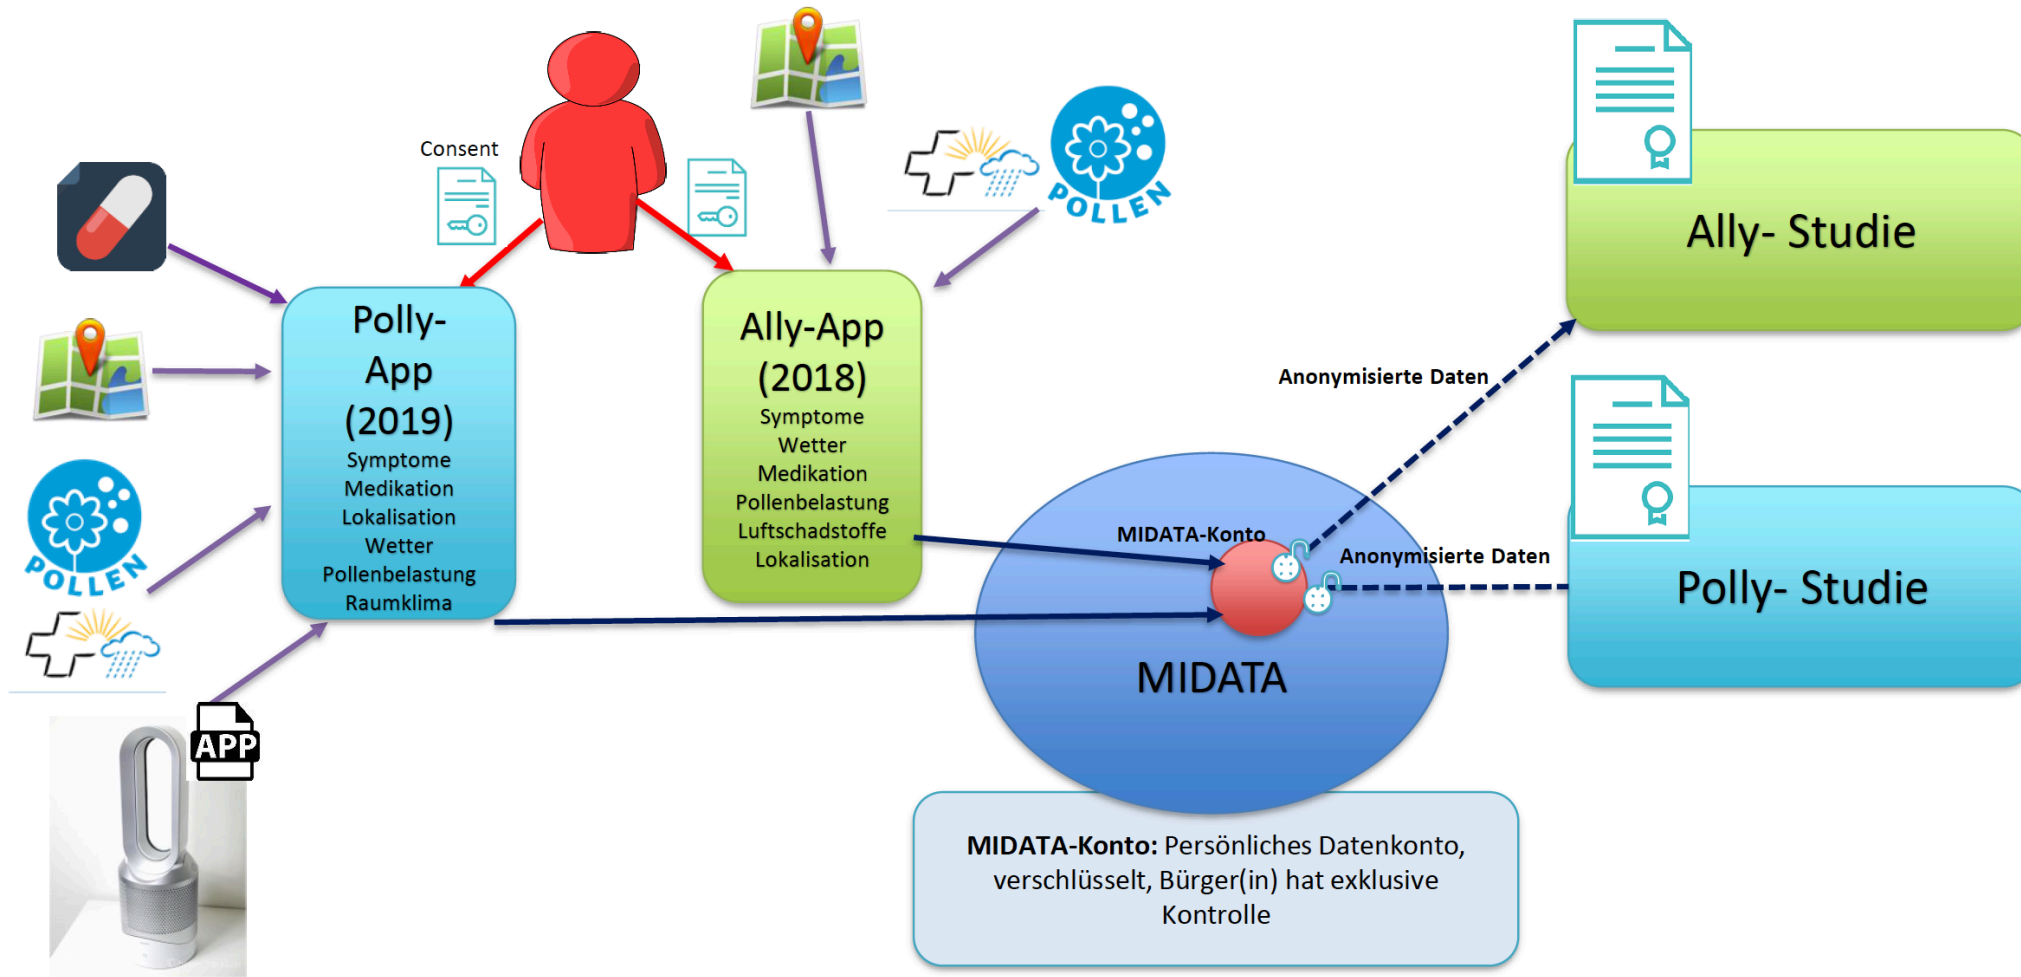 Consent
POLLEN
Ally- Studie
Polly-
App
(2019)
Symptome
Medikation
Lokalisation
Wetter
Pollenbelastung
Raumklima
Ally-App
(2018)
Symptome
Wetter
Medikation
Pollenbelastung
Luftschadstoffe
Lokalisation
Anonymisierte Daten
POLLEN
MIDATA-Konto
Anonymisierte Daten
Polly- Studie
MIDATA
APP
MIDATA-Konto: Persönliches Datenkonto,
verschlüsselt, Bürger(in) hat exklusive
Kontrolle